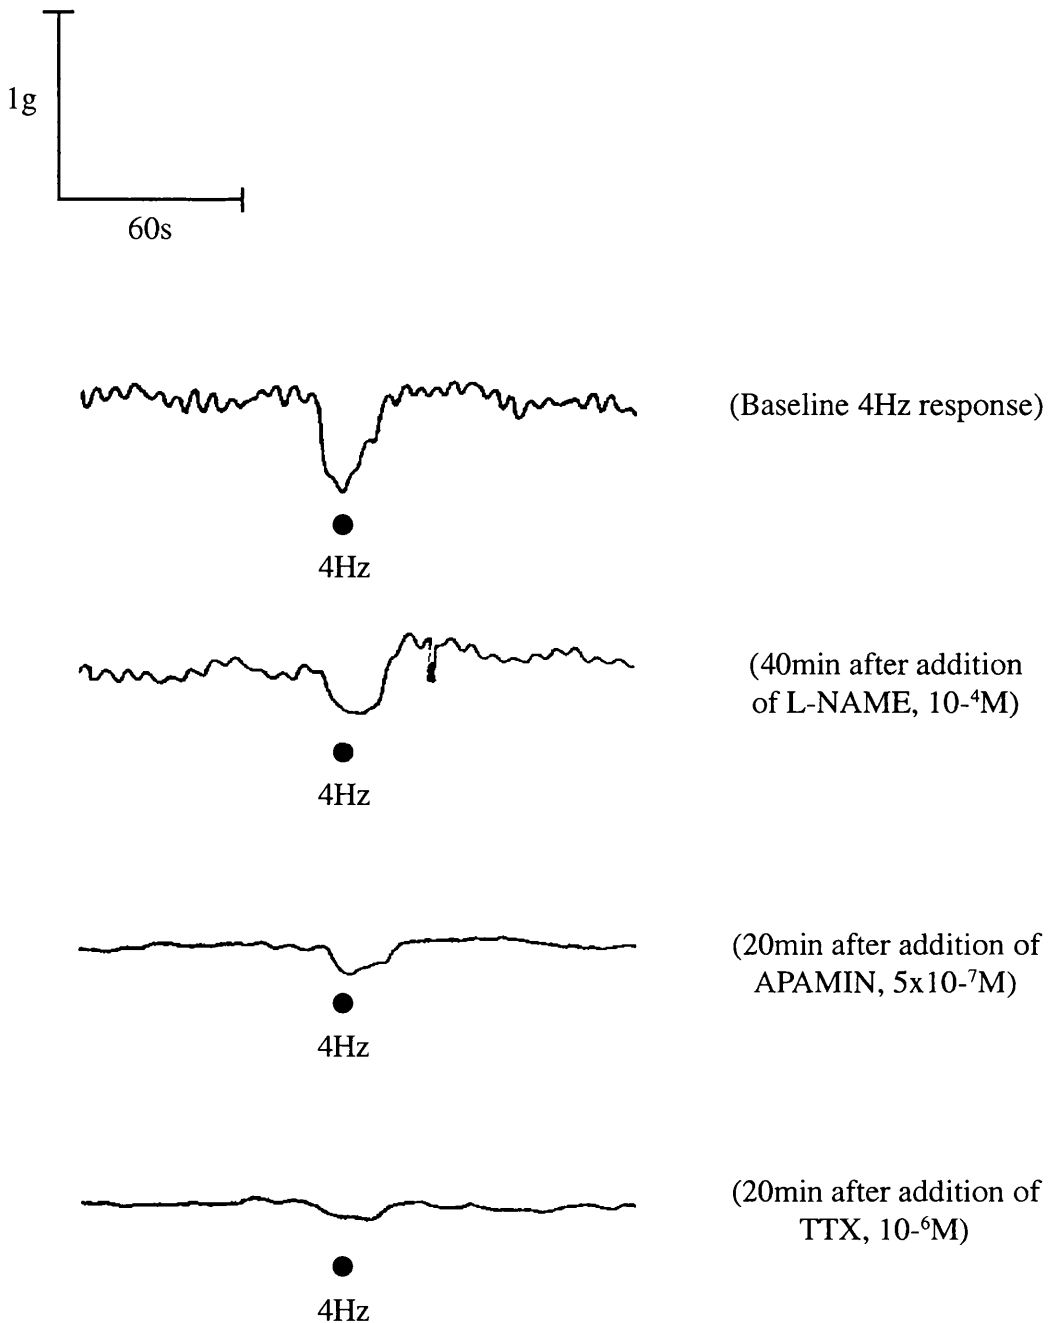 1g
60s
(Baseline 4Hz response)
4Hz
(40min after addition
of L-NAME, 10-⁴M)
4Hz
(20min after addition of
APAMIN, 5x10-⁷M)
4Hz
(20min after addition of
TTX, 10-⁶M)
4Hz